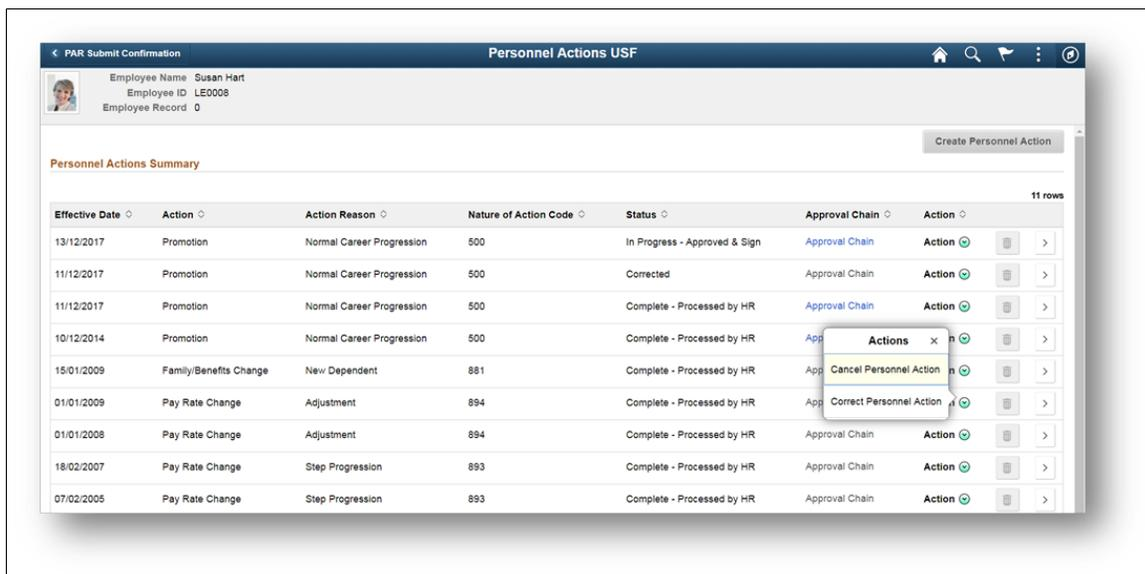 PAR Submit Confirmation Personnel Actions USF
Employee Name Susan Hart
Employee ID LE0008
Employee Record 0
Create Personnel Action
Personnel Actions Summary
11 rows
Effective Date Action Action Reason Nature of Action Code Status Approval Chain Action
13/12/2017 Promotion Normal Career Progression 500 In Progress - Approved & Sign Approval Chain Action
11/12/2017 Promotion Normal Career Progression 500 Corrected Approval Chain Action
11/12/2017 Promotion Normal Career Progression 500 Complete - Processed by HR Approval Chain Action
10/12/2014 Promotion Normal Career Progression 500 Complete - Processed by HR App Actions n
15/01/2009 Family/Benefits Change New Dependent 881 Complete - Processed by HR App Cancel Personnel Action n
01/01/2009 Pay Rate Change Adjustment 894 Complete - Processed by HR App Correct Personnel Action
01/01/2008 Pay Rate Change Adjustment 894 Complete - Processed by HR Approval Chain Action
18/02/2007 Pay Rate Change Step Progression 893 Complete - Processed by HR Approval Chain Action
07/02/2005 Pay Rate Change Step Progression 893 Complete - Processed by HR Approval Chain Action